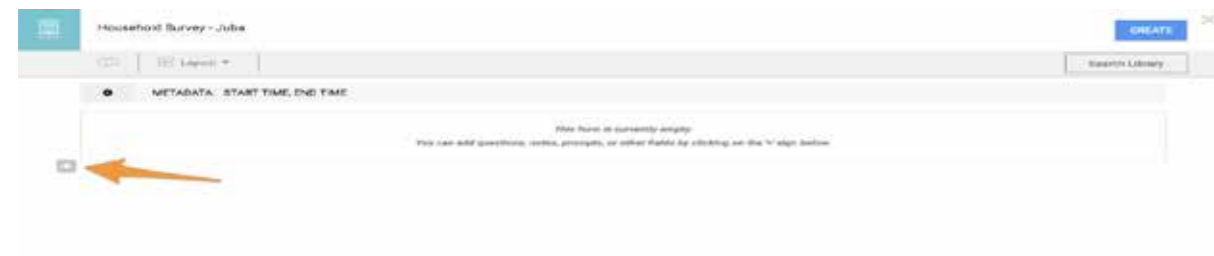 Household Survey - Juba
CREATE
Layout
Search Library
METADATA: START TIME, END TIME
This form is currently empty.
You can add questions, notes, prompts, or other fields by clicking on the '+' sign below.